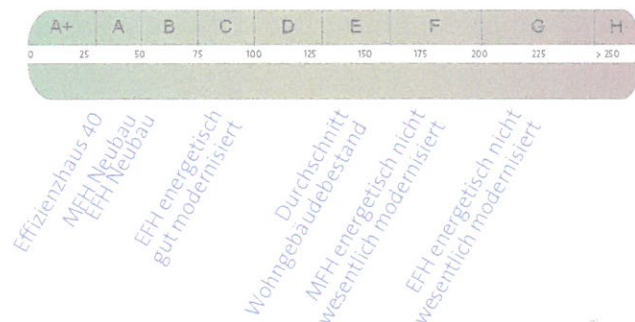 A+ A B C D E F G H
0 25 50 75 100 125 150 175 200 225 > 250
Effizienzhaus 40
MFH Neubau
EFH Neubau
EFH energetisch
gut modernisiert
Durchschnitt
Wohngebäudebestand
MFH energetisch nicht
wesentlich modernisiert
EFH energetisch nicht
wesentlich modernisiert